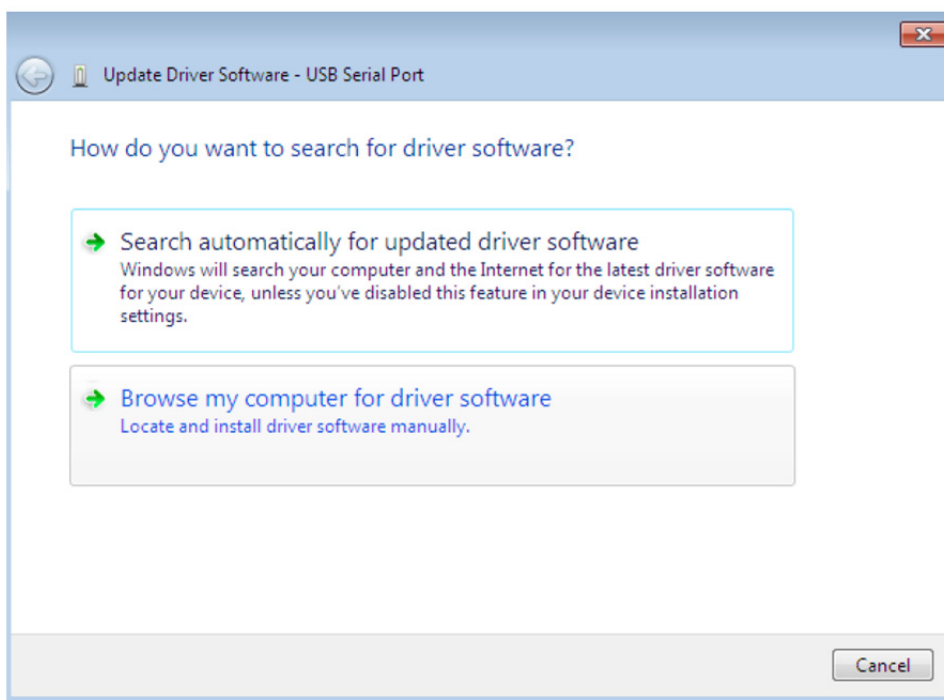 Update Driver Software - USB Serial Port
How do you want to search for driver software?
Search automatically for updated driver software
Windows will search your computer and the Internet for the latest driver software
for your device, unless you've disabled this feature in your device installation
settings.
Browse my computer for driver software
Locate and install driver software manually.
Cancel